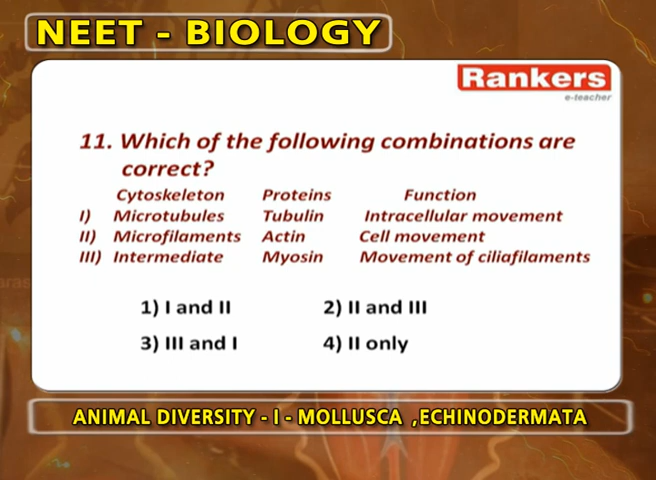 NEET - BIOLOGY
Rankers
e-teacher
11. Which of the following combinations are
correct?
Cytoskeleton Proteins Function
I) Microtubules Tubulin Intracellular movement
II) Microfilaments Actin Cell movement
III) Intermediate Myosin Movement of ciliafilaments
1) I and II 2) II and III
3) III and I 4) II only
ANIMAL DIVERSITY - I - MOLLUSCA ,ECHINODERMATA